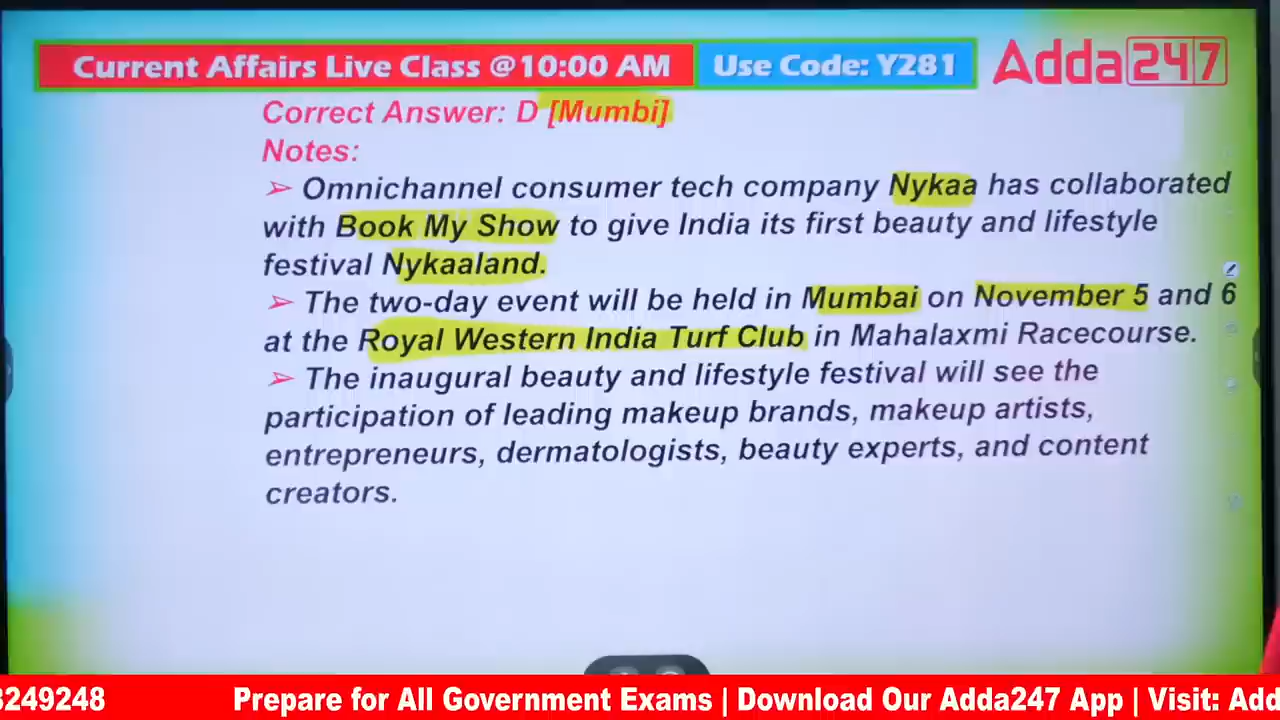 Current Affairs Live Class @10:00 AM Use Code: Y281 Adda247
Correct Answer: D [Mumbi]
Notes:
➢ Omnichannel consumer tech company Nykaa has collaborated
with Book My Show to give India its first beauty and lifestyle
festival Nykaaland.
➢ The two-day event will be held in Mumbai on November 5 and 6
at the Royal Western India Turf Club in Mahalaxmi Racecourse.
➢ The inaugural beauty and lifestyle festival will see the
participation of leading makeup brands, makeup artists,
entrepreneurs, dermatologists, beauty experts, and content
creators.
3249248 Prepare for All Government Exams | Download Our Adda247 App | Visit: Add